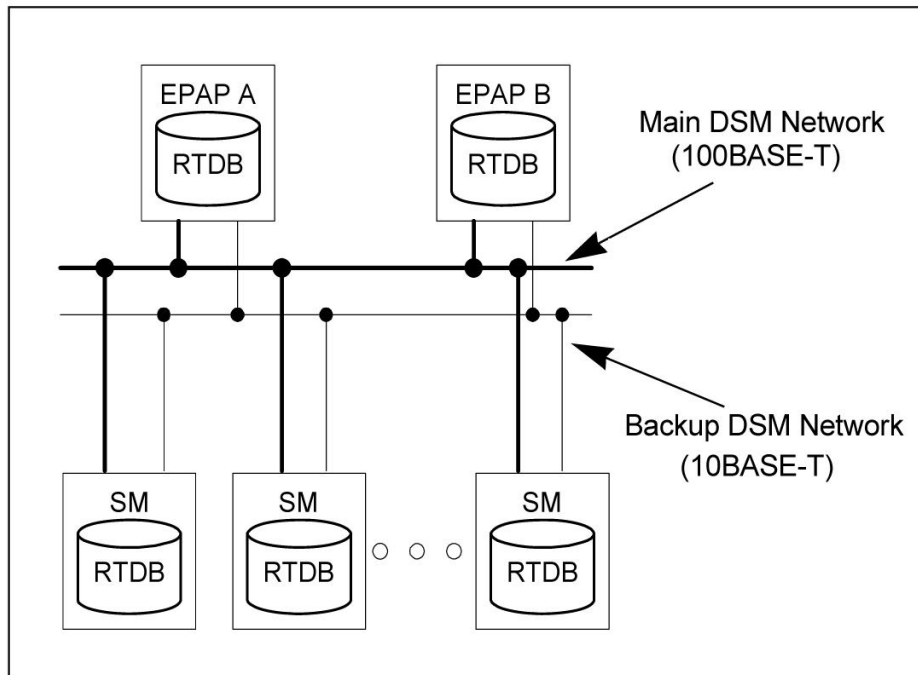 EPAP A
RTDB
EPAP B
RTDB
Main DSM Network
(100BASE-T)
Backup DSM Network
(10BASE-T)
SM
RTDB
SM
RTDB
SM
RTDB